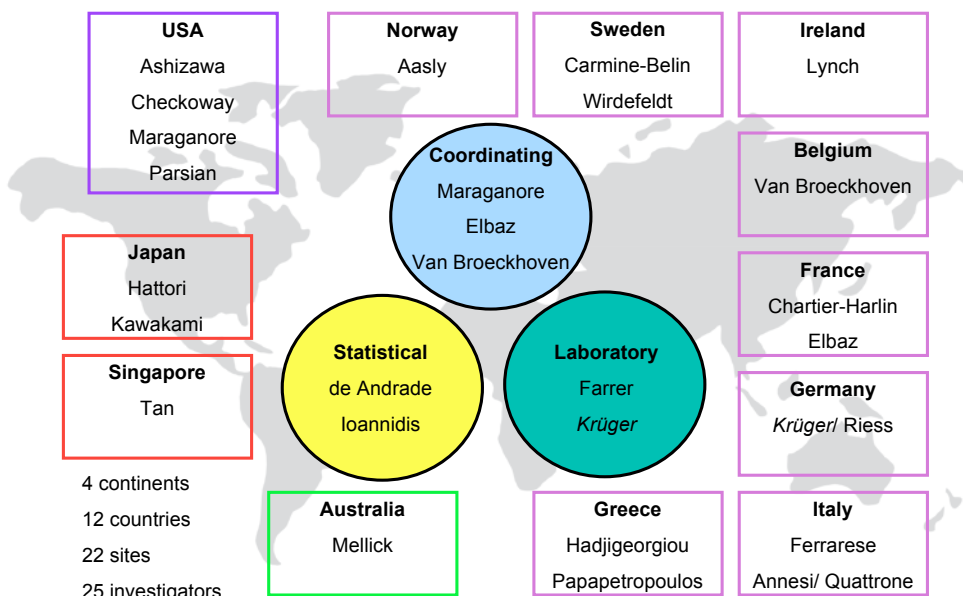 USA
Ashizawa
Checkoway
Maraganore
Parsian
Norway
Aasly
Sweden
Carmine-Belin
Wirdefeldt
Ireland
Lynch
Coordinating
Maraganore
Elbaz
Van Broeckhoven
Belgium
Van Broeckhoven
Japan
Hattori
Kawakami
France
Chartier-Harlin
Elbaz
Statistical
de Andrade
Ioannidis
Laboratory
Farrer
Krüger
Singapore
Tan
Germany
Krüger/ Riess
4 continents
12 countries
22 sites
25 investigators
Australia
Mellick
Greece
Hadjigeorgiou
Papapetropoulos
Italy
Ferrarese
Annesi/ Quattrone